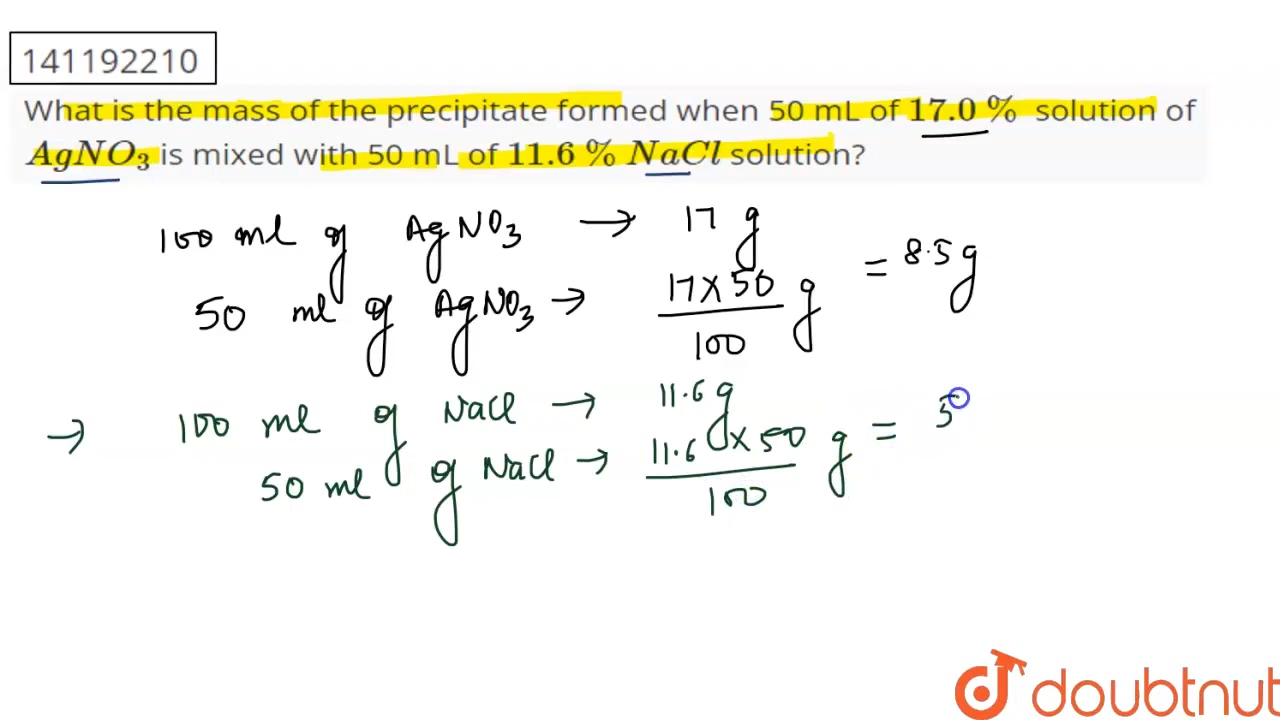 141192210
What is the mass of the precipitate formed when 50 mL of 17.0 % solution of
AgNO₃ is mixed with 50 mL of 11.6 % NaCl solution?
100 ml of AgNO₃ → 17 g
50 ml of AgNO₃ → 17×50/100 g = 8.5 g
→ 100 ml of NaCl → 11.6 g
50 ml of NaCl → 11.6×50/100 g = 5
doubtnut